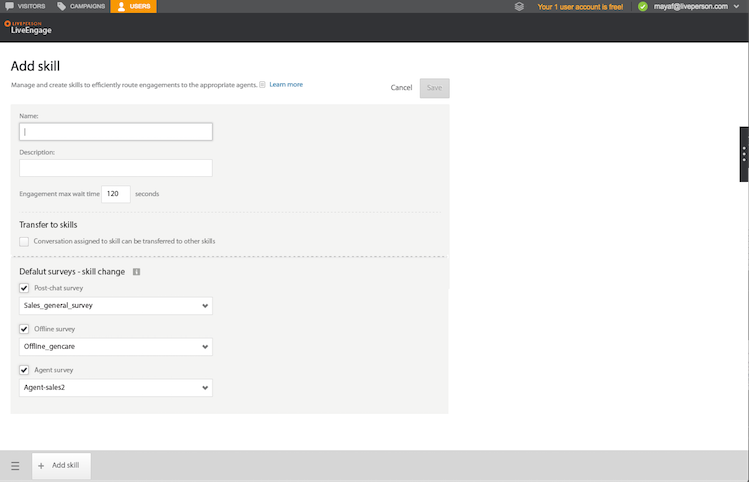 VISITORS CAMPAIGNS USERS Your 1 user account is free! mayaf@liveperson.com
LIVEPERSON
LiveEngage
Add skill
Manage and create skills to efficiently route engagements to the appropriate agents. Learn more
Cancel Save
Name:
Description:
Engagement max wait time 120 seconds
Transfer to skills
Conversation assigned to skill can be transferred to other skills
Defalut surveys - skill change
Post-chat survey
Sales_general_survey
Offline survey
Offline_gencare
Agent survey
Agent-sales2
+ Add skill